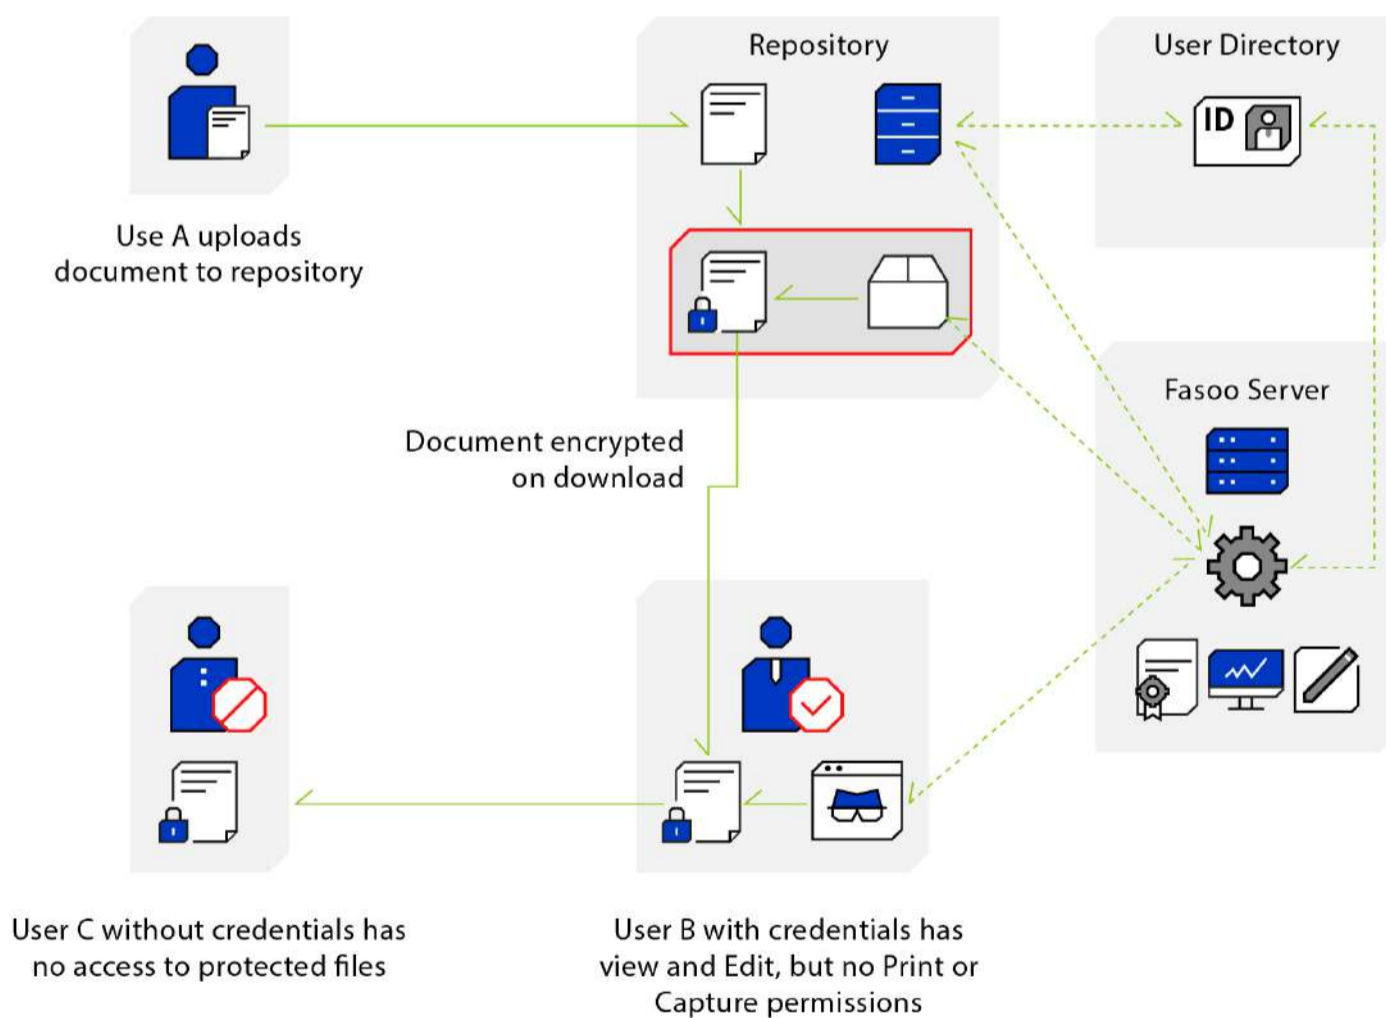 Repository
User Directory
ID
Use A uploads
document to repository
Fasoo Server
Document encrypted
on download
User C without credentials has
no access to protected files
User B with credentials has
view and Edit, but no Print or
Capture permissions